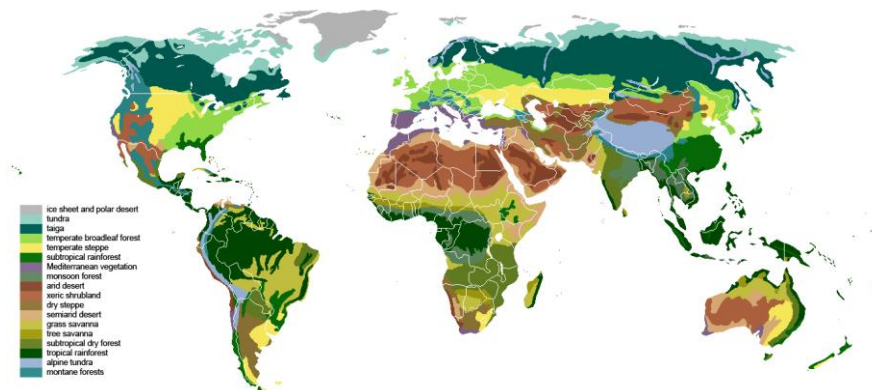 ice sheet and polar desert
tundra
taiga
temperate broadleaf forest
temperate steppe
subtropical rainforest
Mediterranean vegetation
monsoon forest
arid desert
xeric shrubland
dry steppe
semiarid desert
grass savanna
tree savanna
subtropical dry forest
tropical rainforest
alpine tundra
montane forests